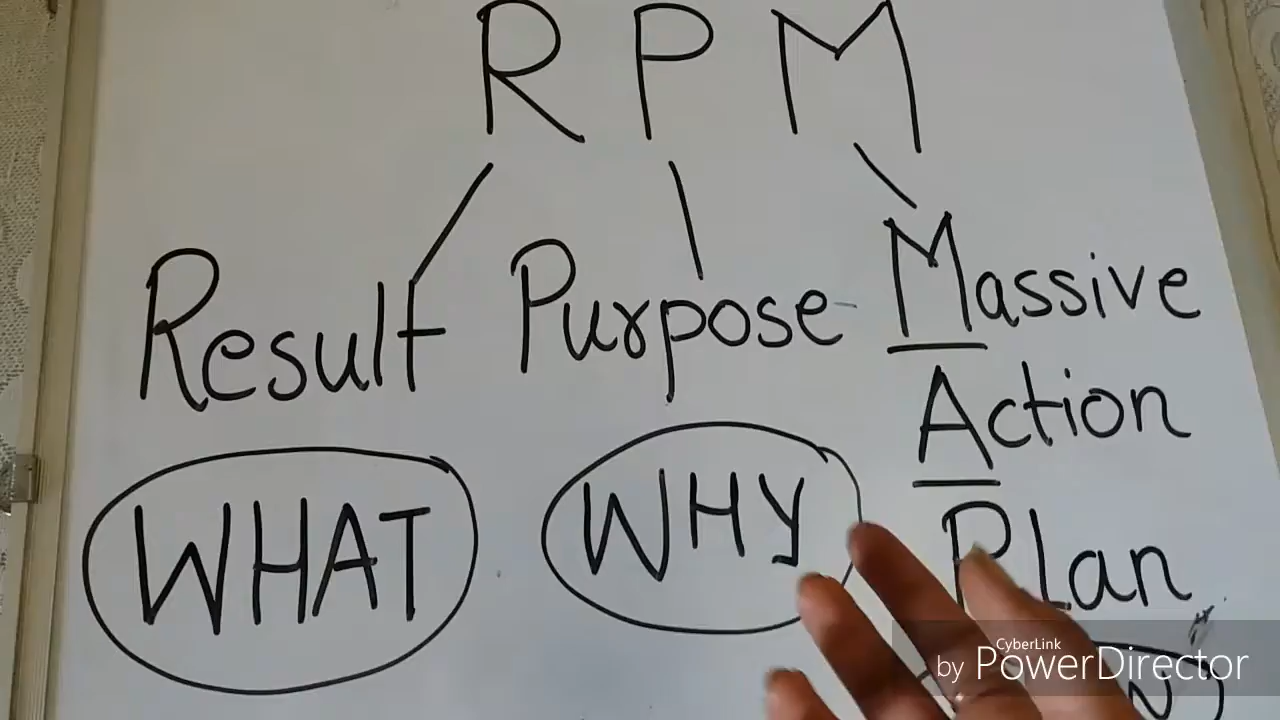 R P M
Result Purpose Massive
Action
Plan
WHAT WHY
CyberLink
by PowerDirector